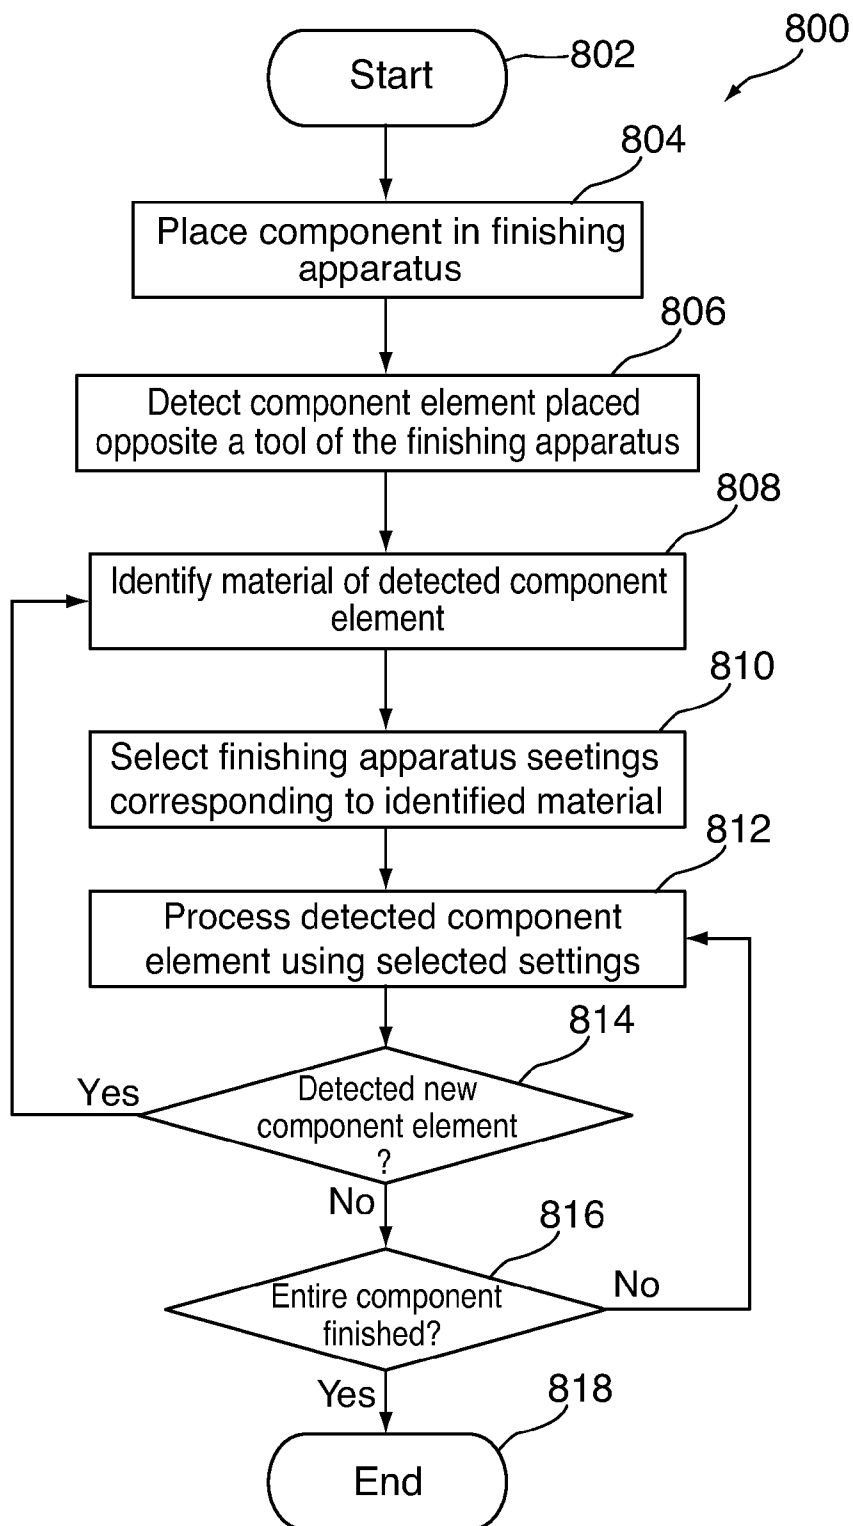 800
Start
802
804
Place component in finishing
apparatus
806
Detect component element placed
opposite a tool of the finishing apparatus
808
Identify material of detected component
element
810
Select finishing apparatus seetings
corresponding to identified material
812
Process detected component
element using selected settings
814
Detected new
component element
?
Yes
No
816
Entire component
finished?
No
Yes
818
End